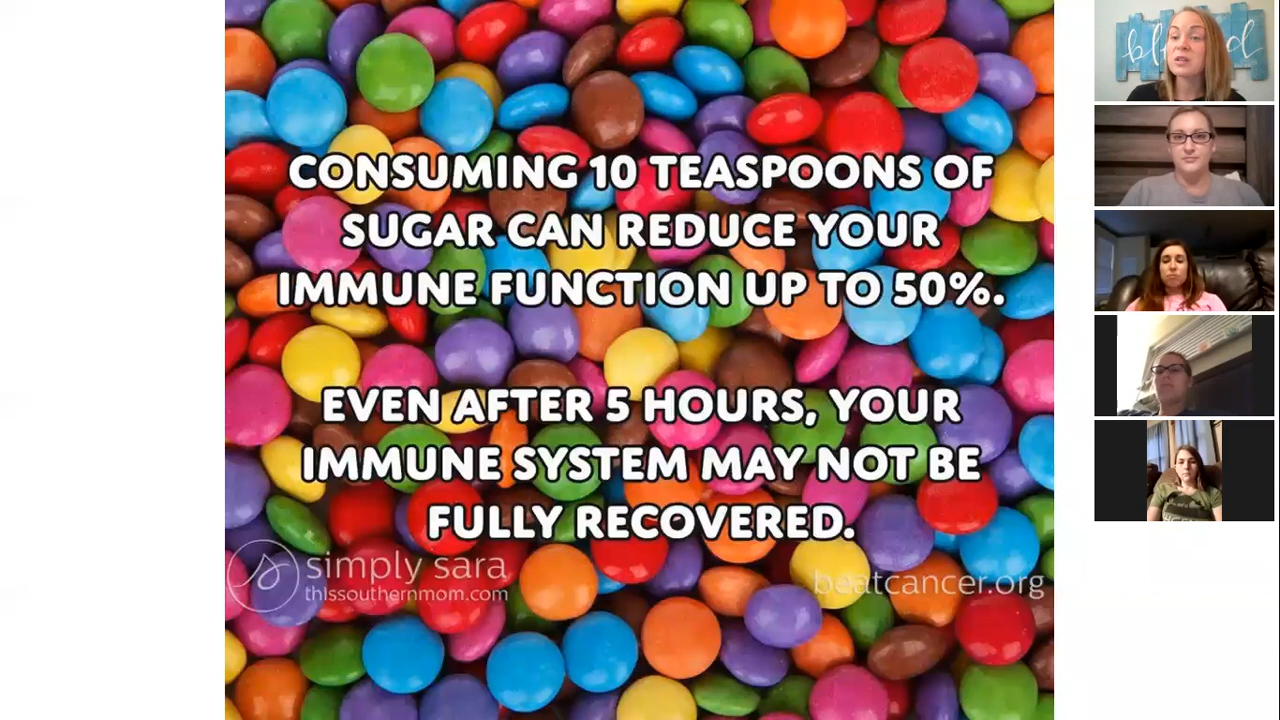 CONSUMING 10 TEASPOONS OF
SUGAR CAN REDUCE YOUR
IMMUNE FUNCTION UP TO 50%.
EVEN AFTER 5 HOURS, YOUR
IMMUNE SYSTEM MAY NOT BE
FULLY RECOVERED.
simply sara
thissouthernmom.com
beatcancer.org